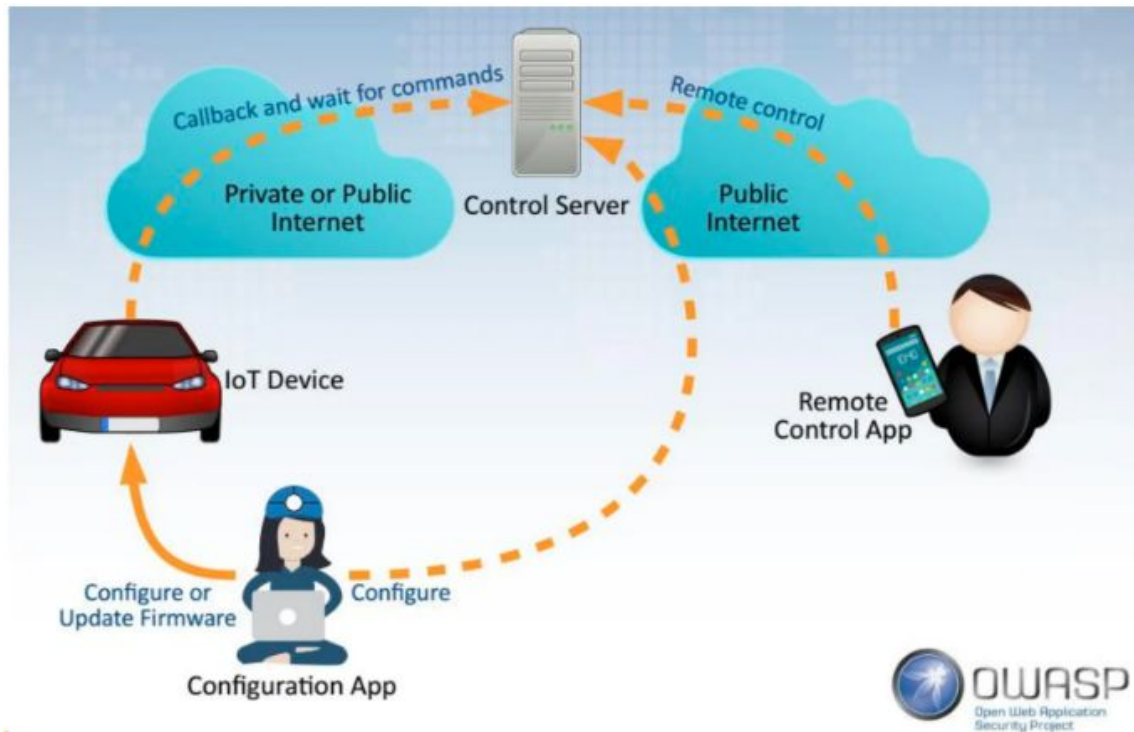 Callback and wait for commands
Remote control
Private or Public
Internet
Control Server
Public
Internet
IoT Device
Remote
Control App
Configure or
Update Firmware
Configure
Configuration App
OWASP
Open Web Application
Security Project